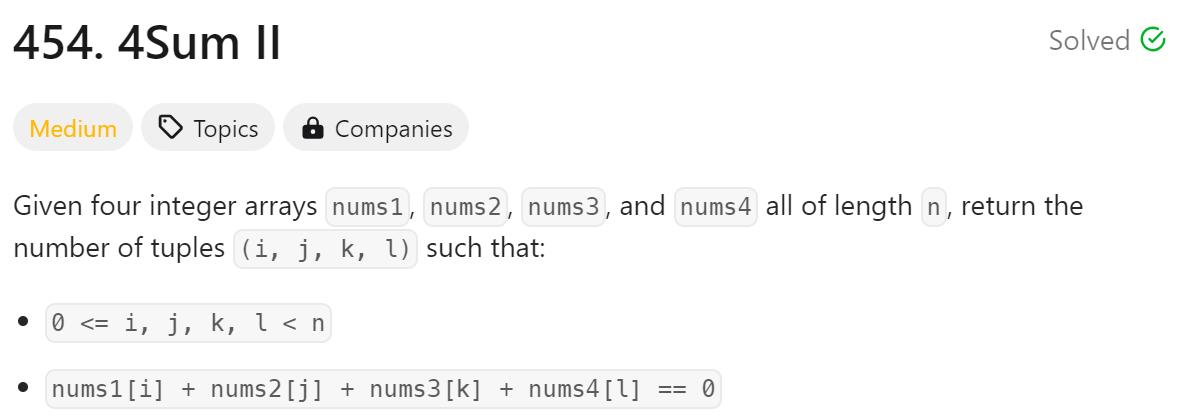 454. 4Sum II
Solved
Medium Topics Companies
Given four integer arrays nums1, nums2, nums3, and nums4 all of length n, return the
number of tuples (i, j, k, l) such that:
• 0 <= i, j, k, l < n
• nums1[i] + nums2[j] + nums3[k] + nums4[l] == 0